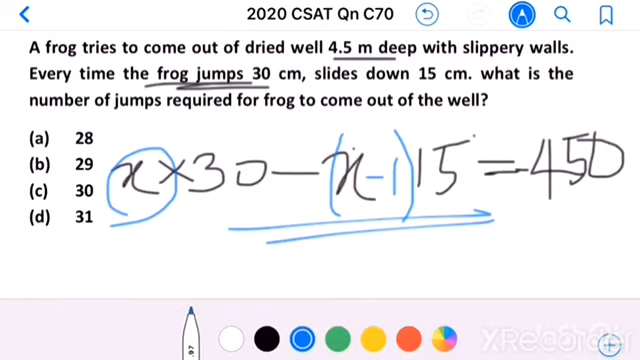 2020 CSAT Qn C70
A frog tries to come out of dried well 4.5 m deep with slippery walls.
Every time the frog jumps 30 cm, slides down 15 cm. what is the
number of jumps required for frog to come out of the well?
(a) 28
(b) 29
(c) 30
(d) 31
x×30-(x-1)15=450
.97
XRecorder